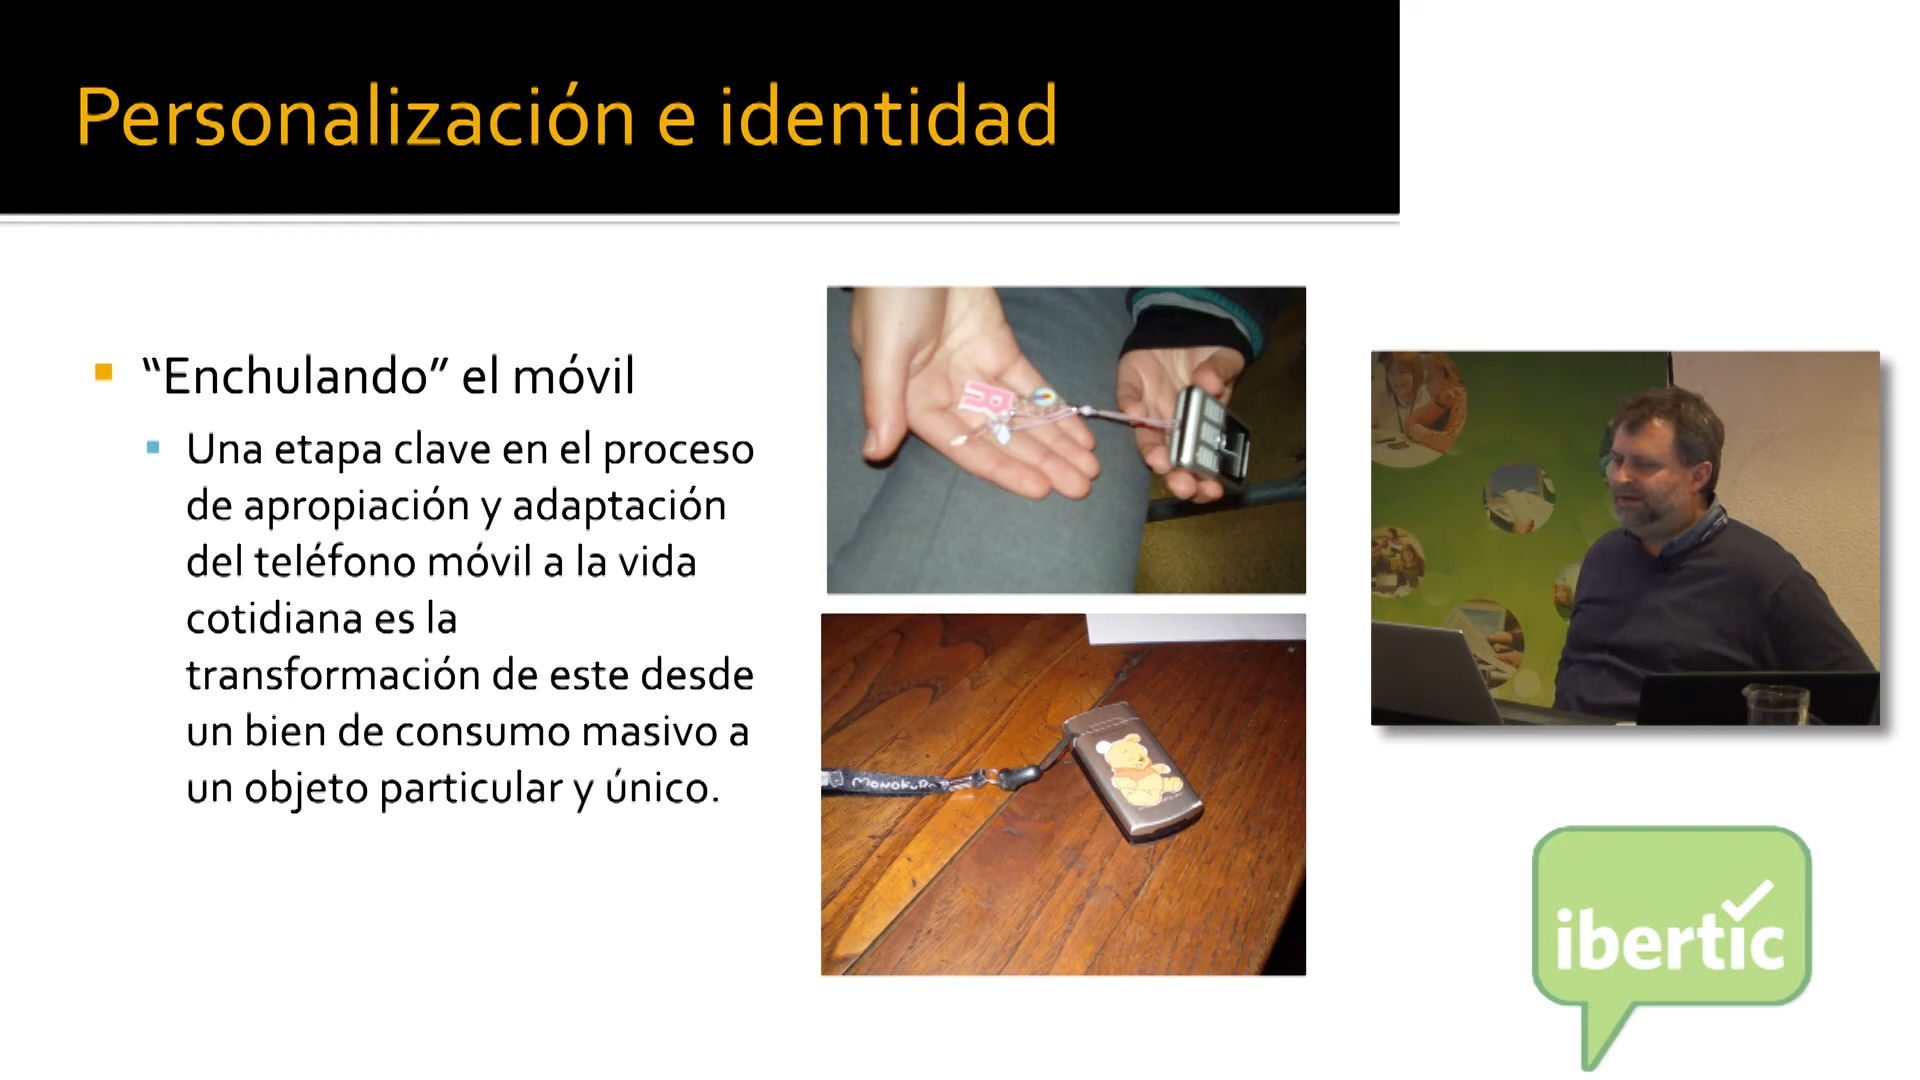 Personalización e identidad
“Enchulando” el móvil
Una etapa clave en el proceso
de apropiación y adaptación
del teléfono móvil a la vida
cotidiana es la
transformación de este desde
un bien de consumo masivo a
un objeto particular y único.
R
ibertic